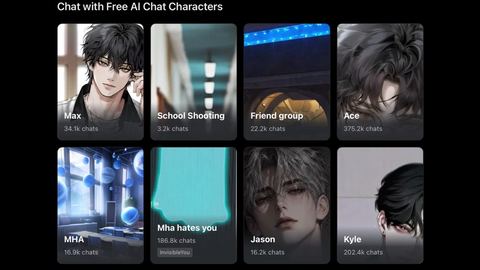 Chat with Free AI Chat Characters
Max
34.1k chats
School Shooting
3.2k chats
Friend group
22.2k chats
Ace
375.2k chats
MHA
16.9k chats
Mha hates you
186.8k chats
InvisibleYou
Jason
16.2k chats
Kyle
202.4k chats